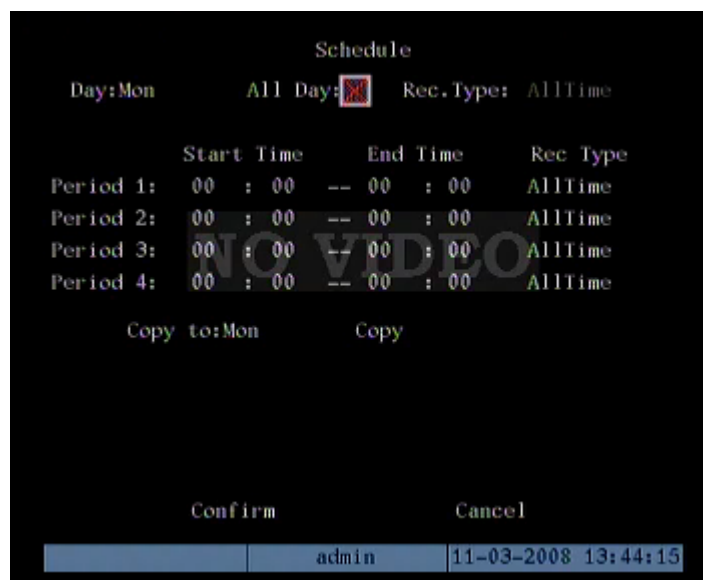 Schedule
Day:Mon All Day: Rec.Type: AllTime
Start Time End Time Rec Type
Period 1: 00 : 00 -- 00 : 00 AllTime
Period 2: 00 : 00 -- 00 : 00 AllTime
NO VIDEO
Period 3: 00 : 00 -- 00 : 00 AllTime
Period 4: 00 : 00 -- 00 : 00 AllTime
Copy to:Mon Copy
Confirm Cancel
admin 11-03-2008 13:44:15